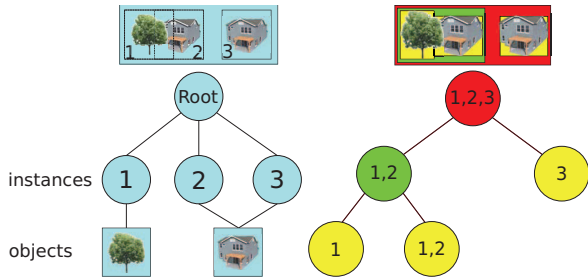 1 2 3
Root 1,2,3
instances 1 2 3 1,2 3
objects 1 1,2